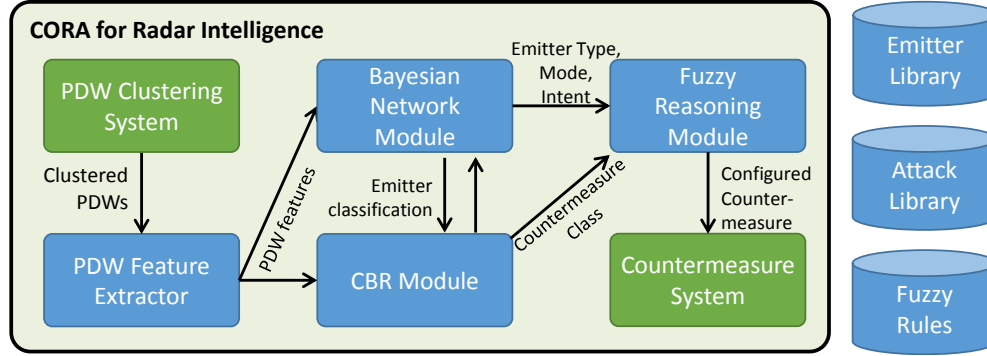 CORA for Radar Intelligence
PDW Clustering
System
Clustered
PDWs
PDW Feature
Extractor
PDW features
Bayesian
Network
Module
Emitter
classification
CBR Module
Emitter Type,
Mode,
Intent
Countermeasure
Class
Fuzzy
Reasoning
Module
Configured
Counter-
measure
Countermeasure
System
Emitter
Library
Attack
Library
Fuzzy
Rules